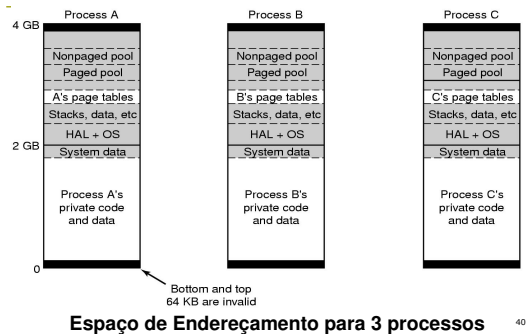 Process A
Process B
Process C
4 GB
Nonpaged pool
Nonpaged pool
Nonpaged pool
Paged pool
Paged pool
Paged pool
A's page tables
B's page tables
C's page tables
Stacks, data, etc
Stacks, data, etc
Stacks, data, etc
HAL + OS
HAL + OS
HAL + OS
2 GB
System data
System data
System data
Process A's
private code
and data
Process B's
private code
and data
Process C's
private code
and data
0
Bottom and top
64 KB are invalid
Espaço de Endereçamento para 3 processos
40